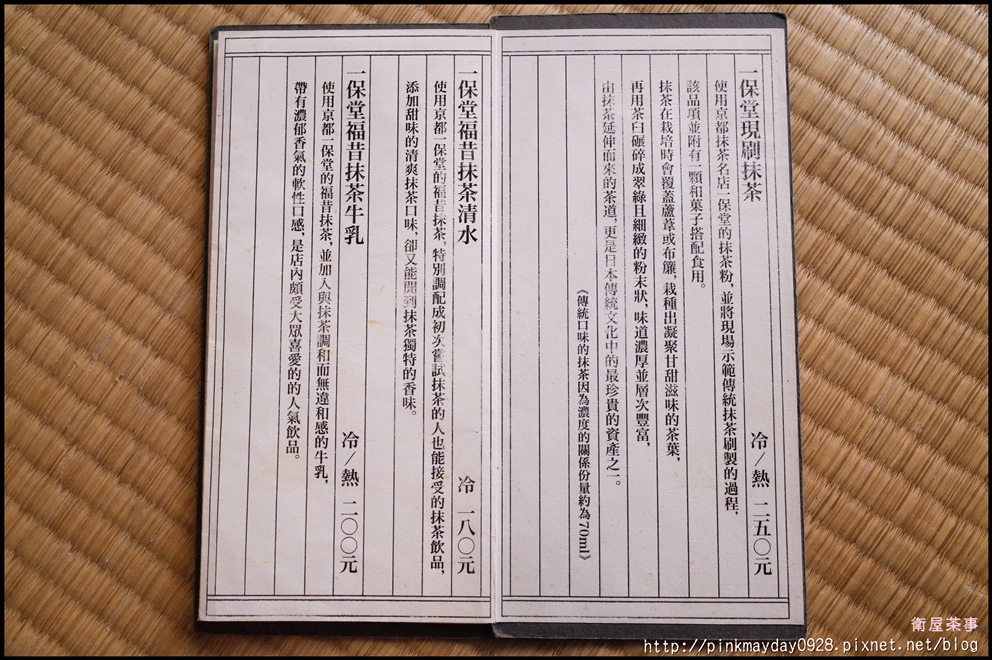 一保堂現刷抹茶 冷/熱 二五〇元
使用京都抹茶名店一保堂的抹茶粉，並將現場示範傳統抹茶刷製的過程，
該品項並附有一顆和菓子搭配食用。
抹茶在栽培時會覆蓋蘆葦或布簾，栽種出凝聚甘甜滋味的茶葉，
再用茶臼碾碎成翠綠且細緻的粉末狀，味道濃厚並層次豐富，
由抹茶延伸而來的茶道，更是日本傳統文化中的最珍貴的資產之一。
《傳統口味的抹茶因為濃度的關係份量約為70ml》
一保堂福昔抹茶清水 冷 一八〇元
使用京都一保堂的福昔抹茶，特別調配成初次嘗試抹茶的人也能接受的抹茶飲品，
添加甜味的清爽抹茶口味，卻又能聞到抹茶獨特的香味。
一保堂福昔抹茶牛乳 冷/熱 二〇〇元
使用京都一保堂的福昔抹茶，並加入與抹茶調和而無違和感的牛乳，
帶有濃郁香氣的軟性口感，是店內頗受大眾喜愛的的人氣飲品。
衛屋茶事
http://pinkmayday0928.pixnet.net/blog